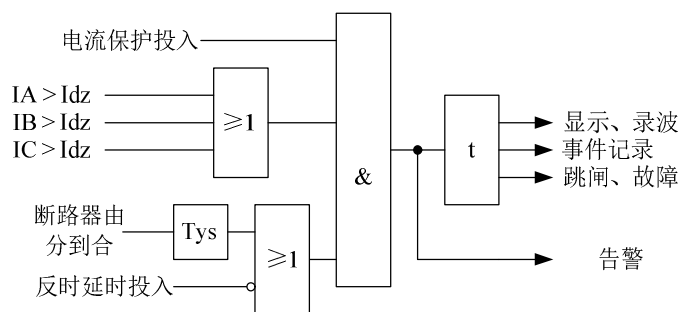 电流保护投入
IA>Idz
IB>Idz
IC>Idz
≥1
&
t
显示、录波
事件记录
跳闸、故障
断路器由
分到合
Tys
≥1
反时延时投入
告警